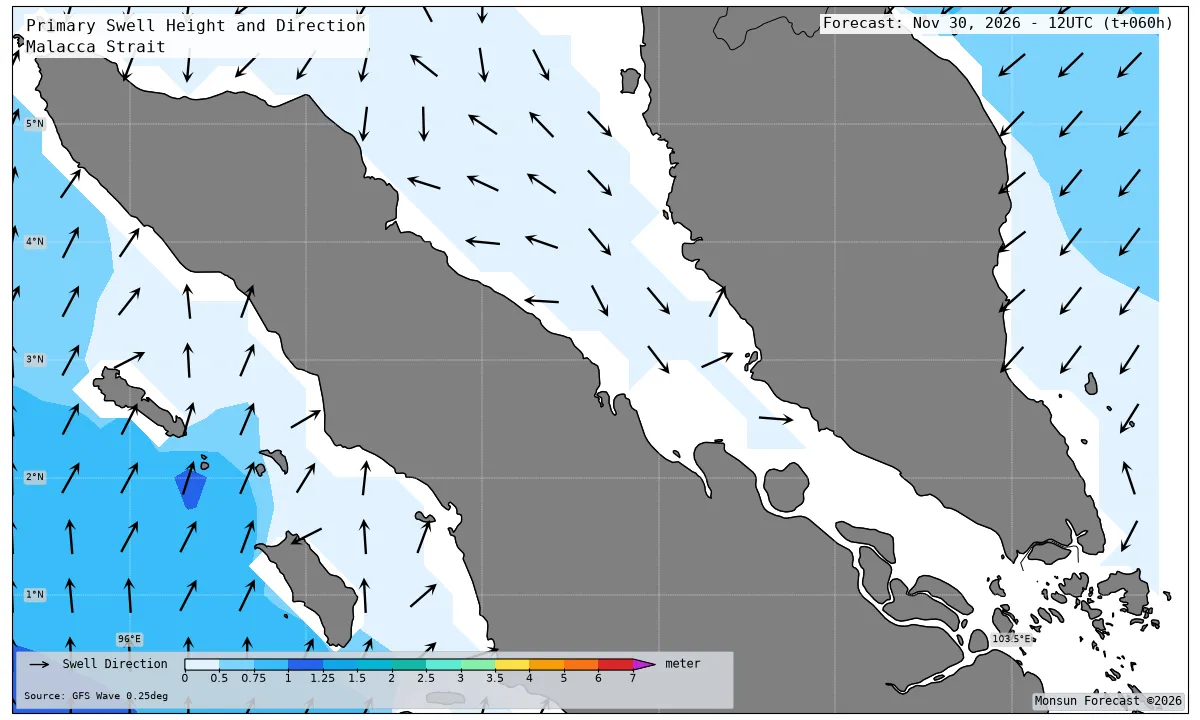 Primary Swell Height and Direction
Malacca Strait
Forecast: Nov 30, 2026 - 12UTC (t+060h)
5°N
4°N
3°N
2°N
1°N
96°E
103.5°E
Swell Direction
0 0.5 0.75 1 1.25 1.5 2 2.5 3 3.5 4 5 6 7
meter
Source: GFS Wave 0.25deg
Monsun Forecast ©2026